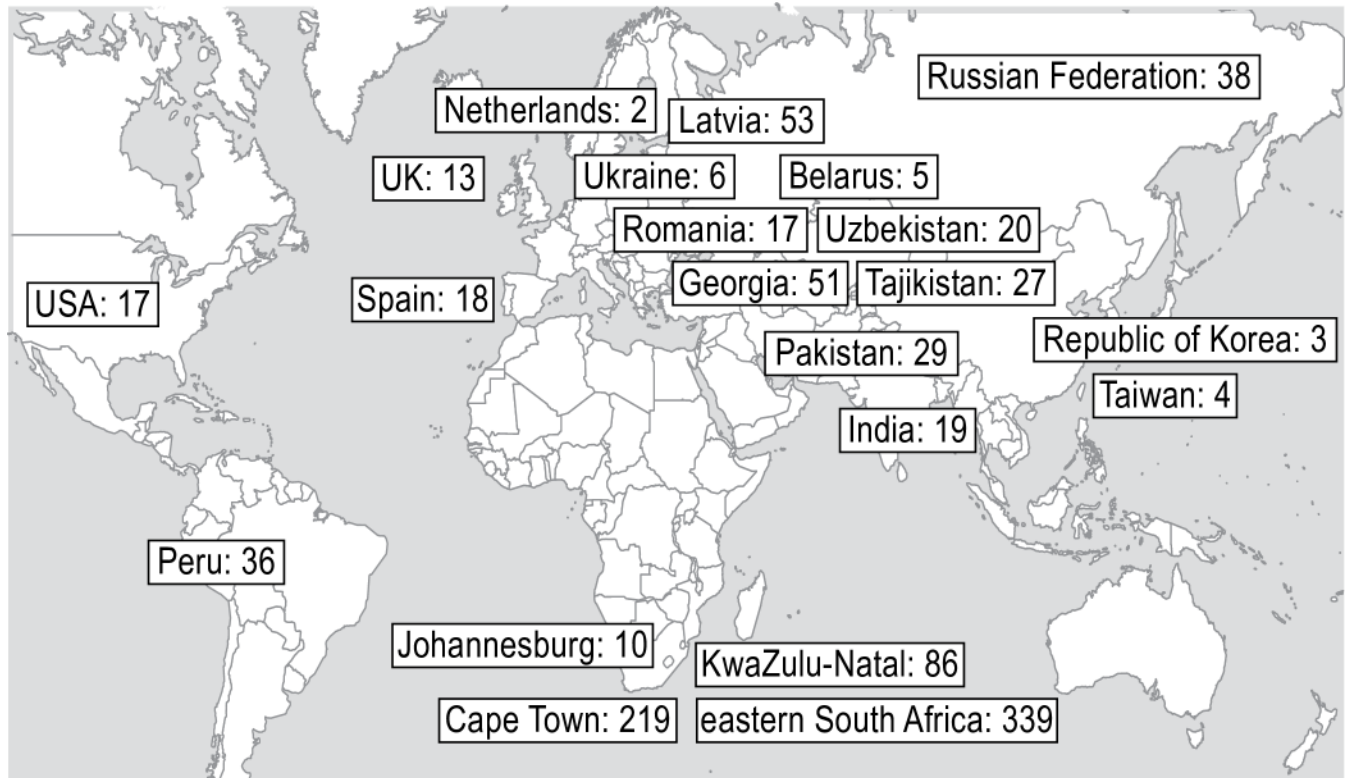 Russian Federation: 38
Netherlands: 2
Latvia: 53
UK: 13
Ukraine: 6
Belarus: 5
Romania: 17
Uzbekistan: 20
USA: 17
Spain: 18
Georgia: 51
Tajikistan: 27
Pakistan: 29
Republic of Korea: 3
Taiwan: 4
India: 19
Peru: 36
Johannesburg: 10
KwaZulu-Natal: 86
Cape Town: 219
eastern South Africa: 339